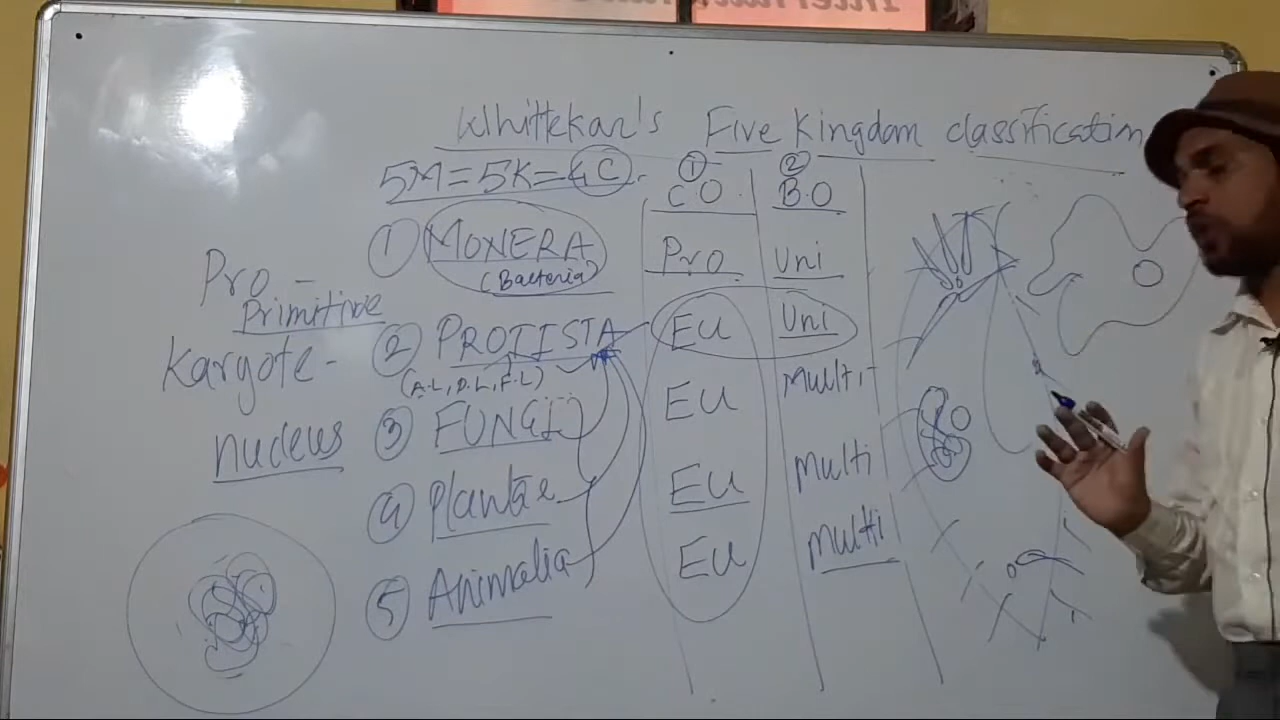 Whittekar's Five Kingdom classification
5M = 5K = 4C
① ②
C O. B.O
① MONERA Pro Uni
(Bacteria)
Pro -
Primitive
② PROTISTA EU Uni
(A.L, P.L, F.L)
Karyote -
nucleus
③ FUNGI EU Multi
④ Plantae EU Multi
⑤ Animalia EU Multi